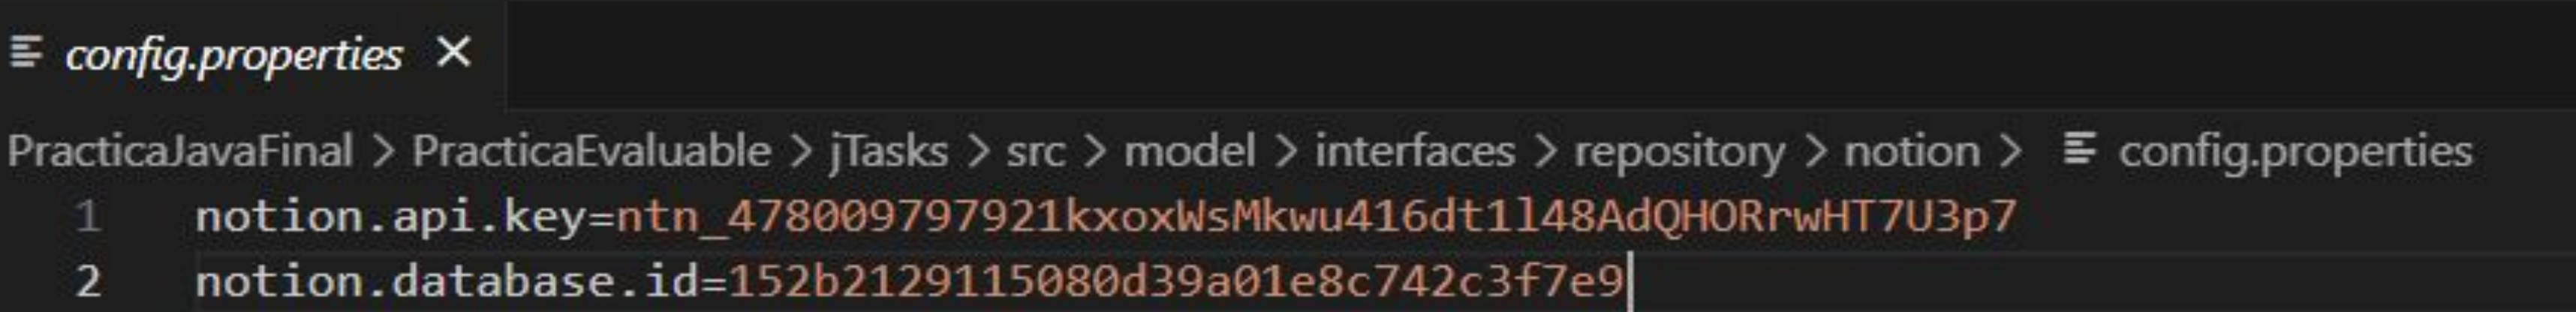 config.properties
PracticaJavaFinal > PracticaEvaluable > jTasks > src > model > interfaces > repository > notion > config.properties
1 notion.api.key=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
2 notion.database.id=152b2129115080d39a01e8c742c3f7e9